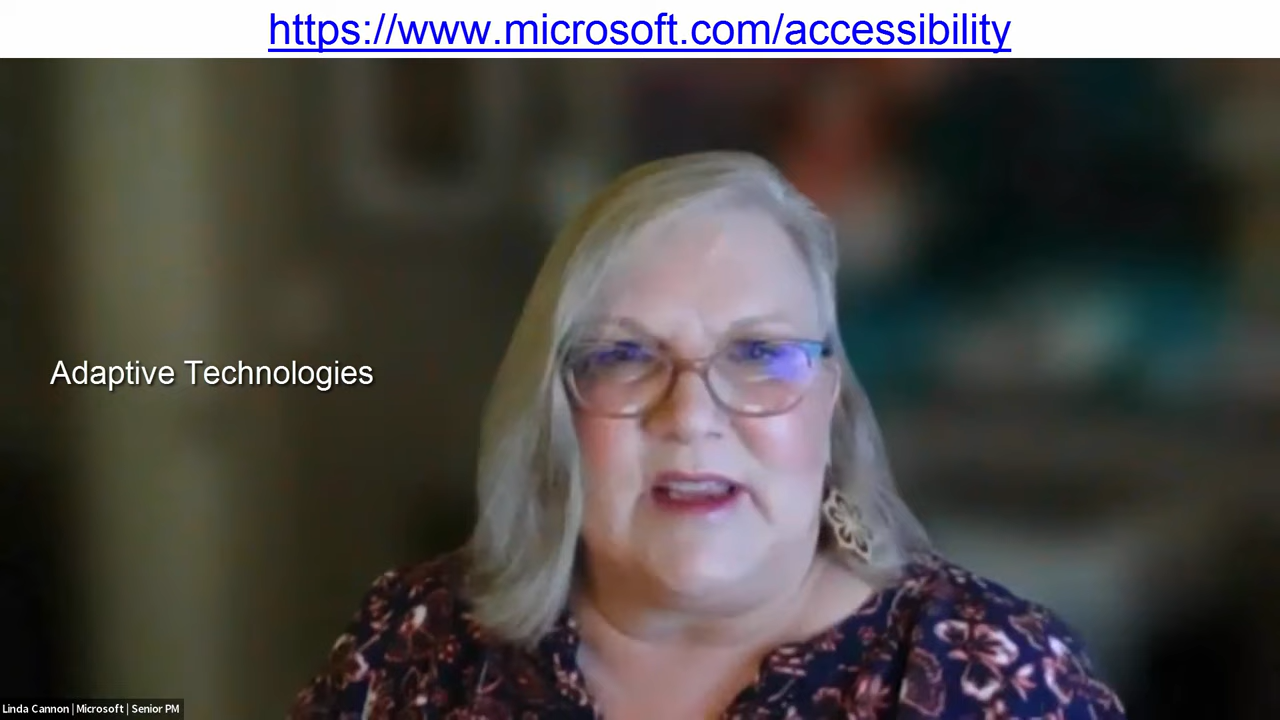 https://www.microsoft.com/accessibility
Adaptive Technologies
Linda Cannon | Microsoft | Senior PM